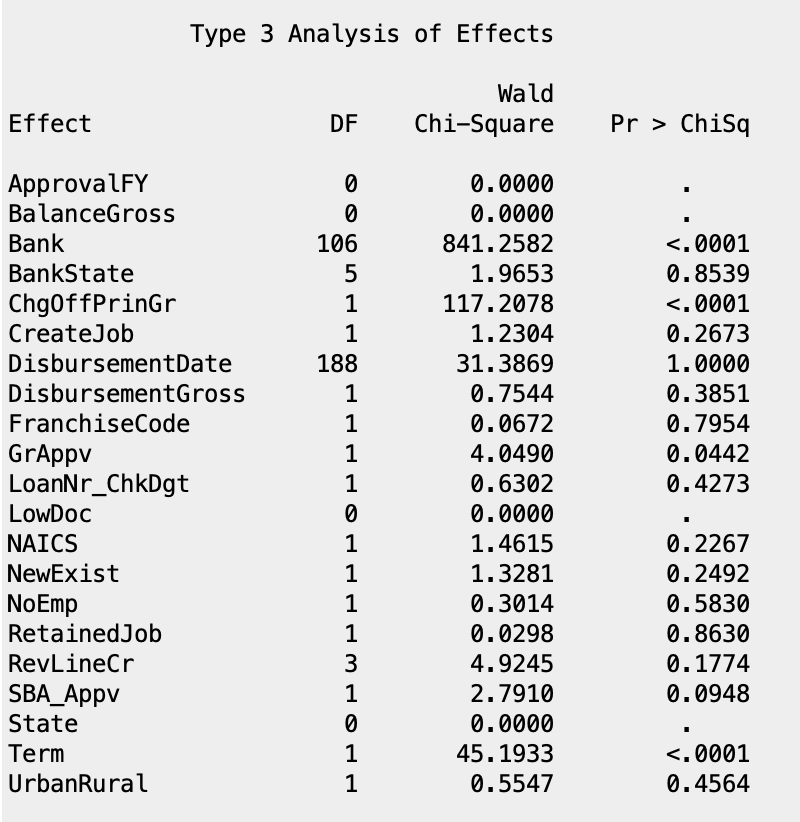 Type 3 Analysis of Effects
Wald
Effect DF Chi-Square Pr > ChiSq
ApprovalFY 0 0.0000 .
BalanceGross 0 0.0000 .
Bank 106 841.2582 <.0001
BankState 5 1.9653 0.8539
ChgOffPrinGr 1 117.2078 <.0001
CreateJob 1 1.2304 0.2673
DisbursementDate 188 31.3869 1.0000
DisbursementGross 1 0.7544 0.3851
FranchiseCode 1 0.0672 0.7954
GrAppv 1 4.0490 0.0442
LoanNr_ChkDgt 1 0.6302 0.4273
LowDoc 0 0.0000 .
NAICS 1 1.4615 0.2267
NewExist 1 1.3281 0.2492
NoEmp 1 0.3014 0.5830
RetainedJob 1 0.0298 0.8630
RevLineCr 3 4.9245 0.1774
SBA_Appv 1 2.7910 0.0948
State 0 0.0000 .
Term 1 45.1933 <.0001
UrbanRural 1 0.5547 0.4564